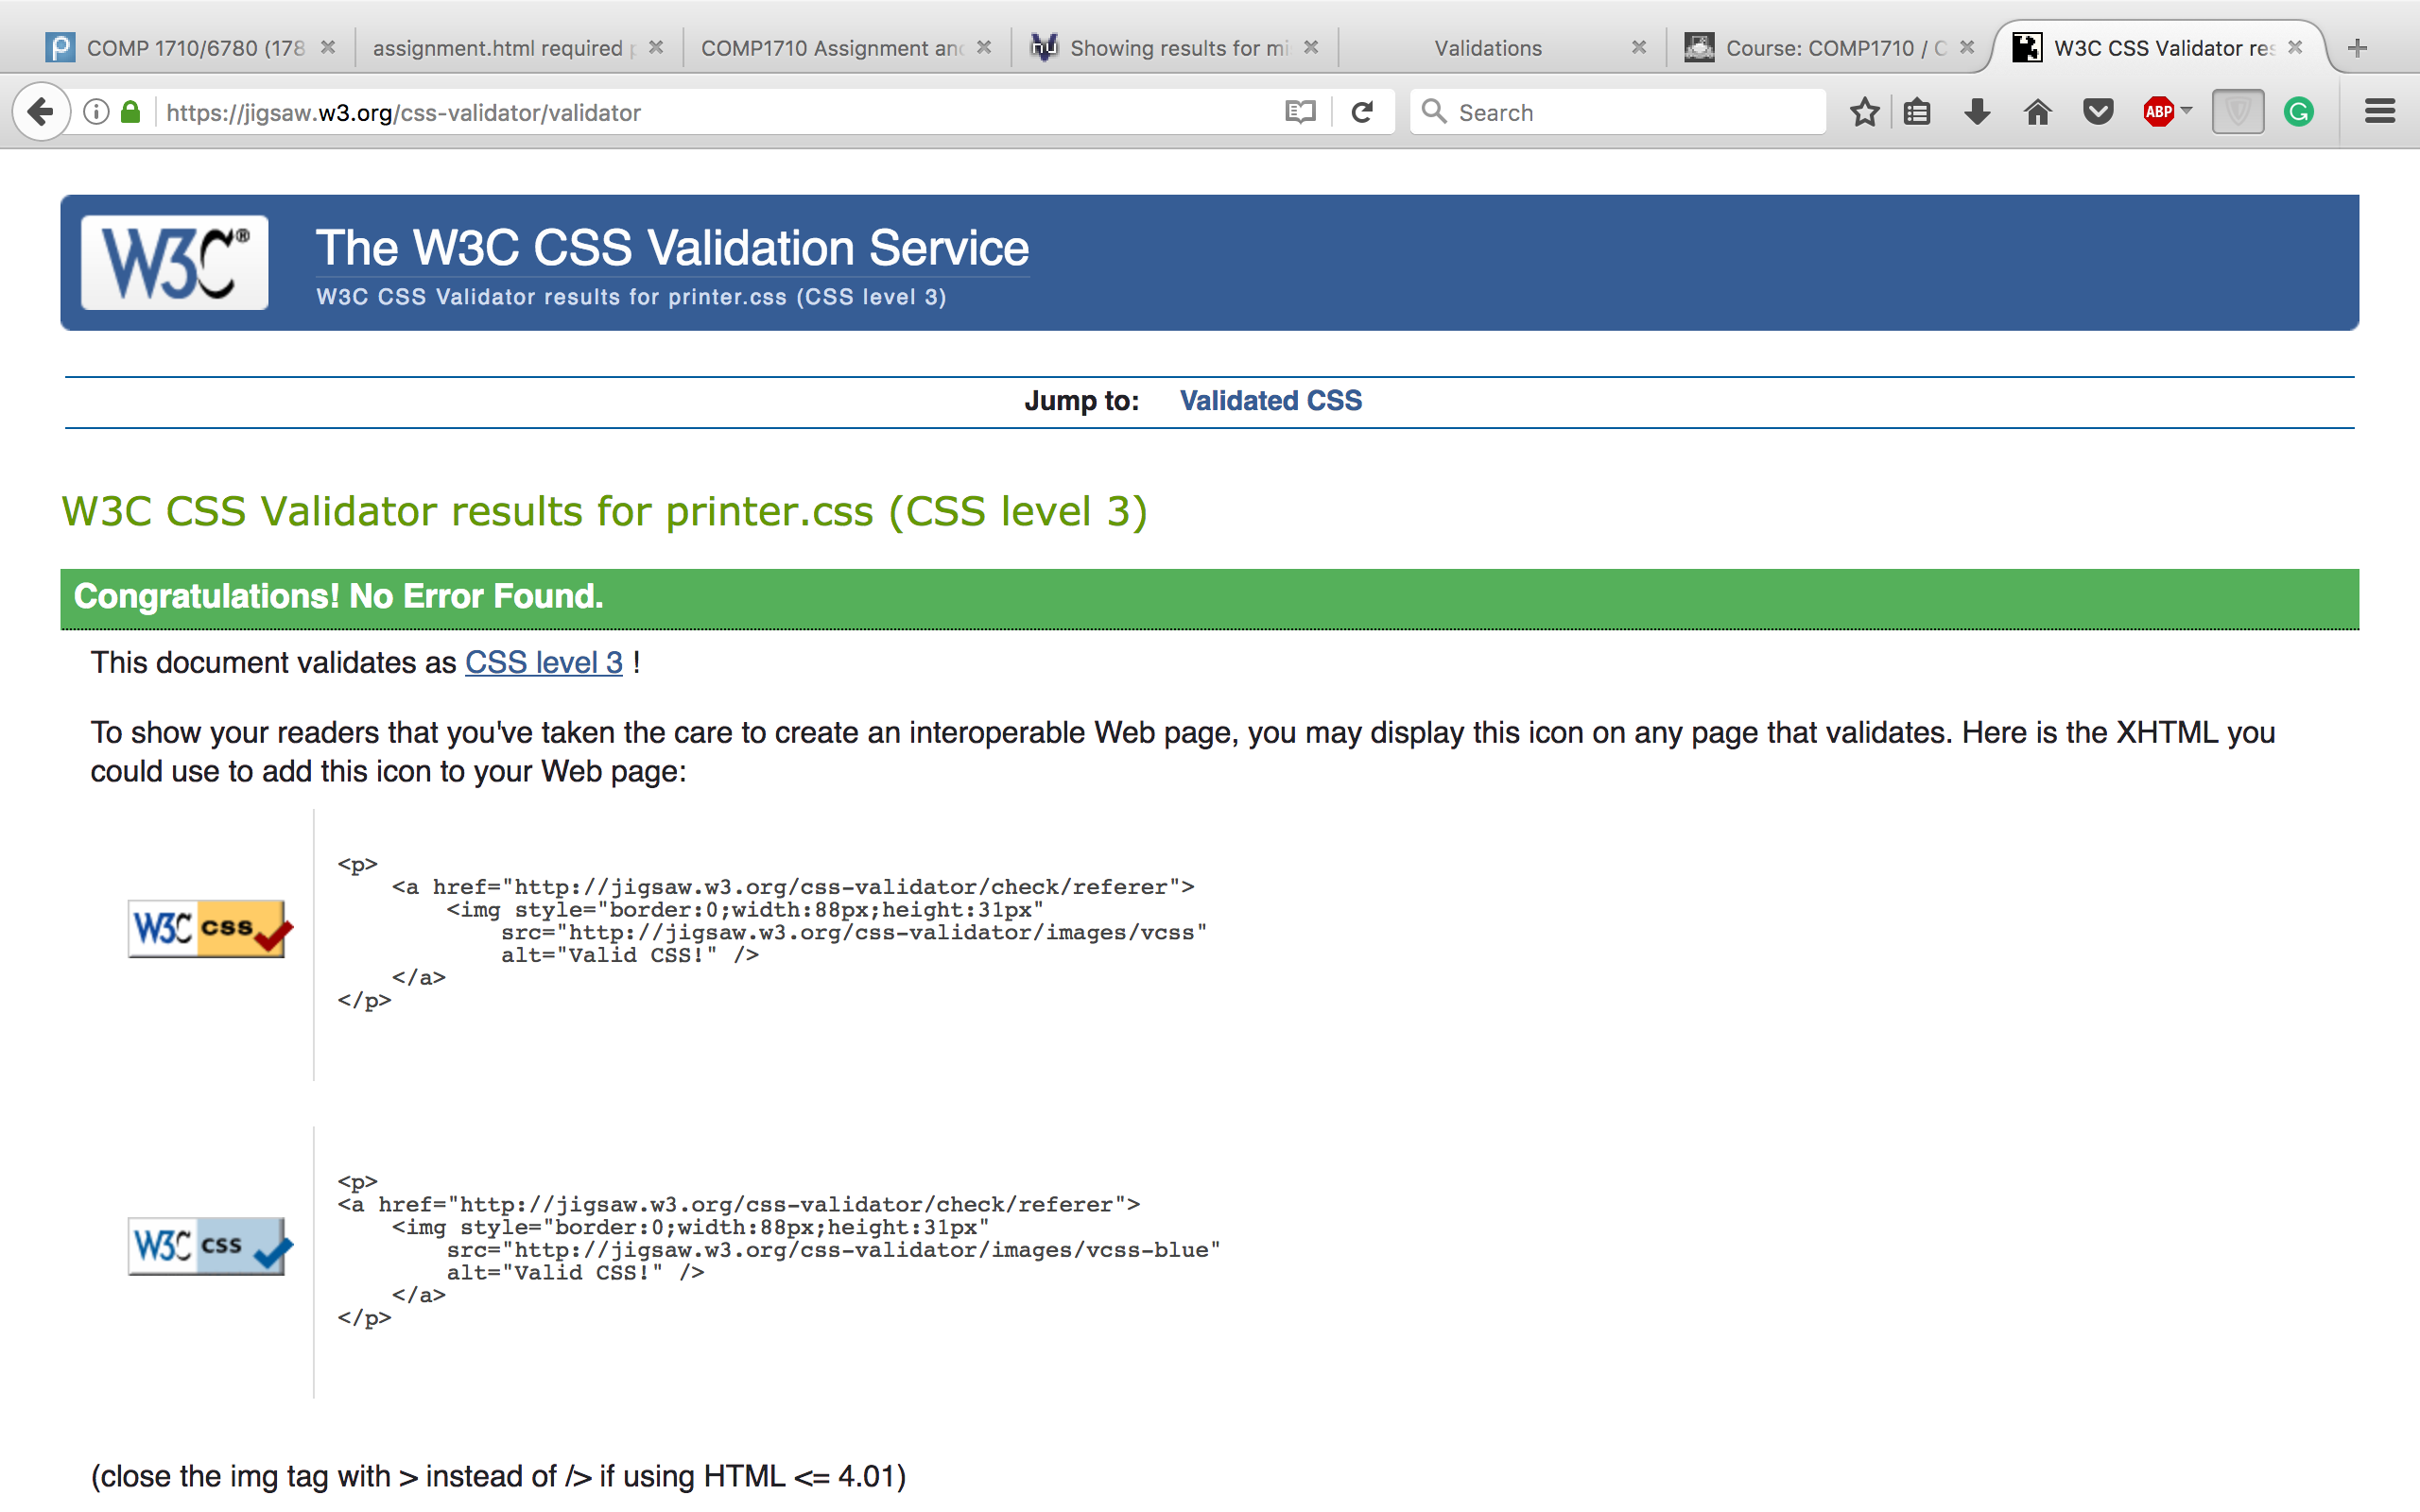 COMP 1710/6780 (178
assignment.html required
COMP1710 Assignment and
Showing results for mi
Validations
Course: COMP1710 / C
W3C CSS Validator res
https://jigsaw.w3.org/css-validator/validator
Search
ABP
W3C®
The W3C CSS Validation Service
W3C CSS Validator results for printer.css (CSS level 3)
Jump to: Validated CSS
W3C CSS Validator results for printer.css (CSS level 3)
Congratulations! No Error Found.
This document validates as CSS level 3 !
To show your readers that you've taken the care to create an interoperable Web page, you may display this icon on any page that validates. Here is the XHTML you
could use to add this icon to your Web page:
W3C css
<p>
<a href="http://jigsaw.w3.org/css-validator/check/referer">
<img style="border:0;width:88px;height:31px"
src="http://jigsaw.w3.org/css-validator/images/vcss"
alt="Valid CSS!" />
</a>
</p>
W3C css
<p>
<a href="http://jigsaw.w3.org/css-validator/check/referer">
<img style="border:0;width:88px;height:31px"
src="http://jigsaw.w3.org/css-validator/images/vcss-blue"
alt="Valid CSS!" />
</a>
</p>
(close the img tag with > instead of /> if using HTML <= 4.01)